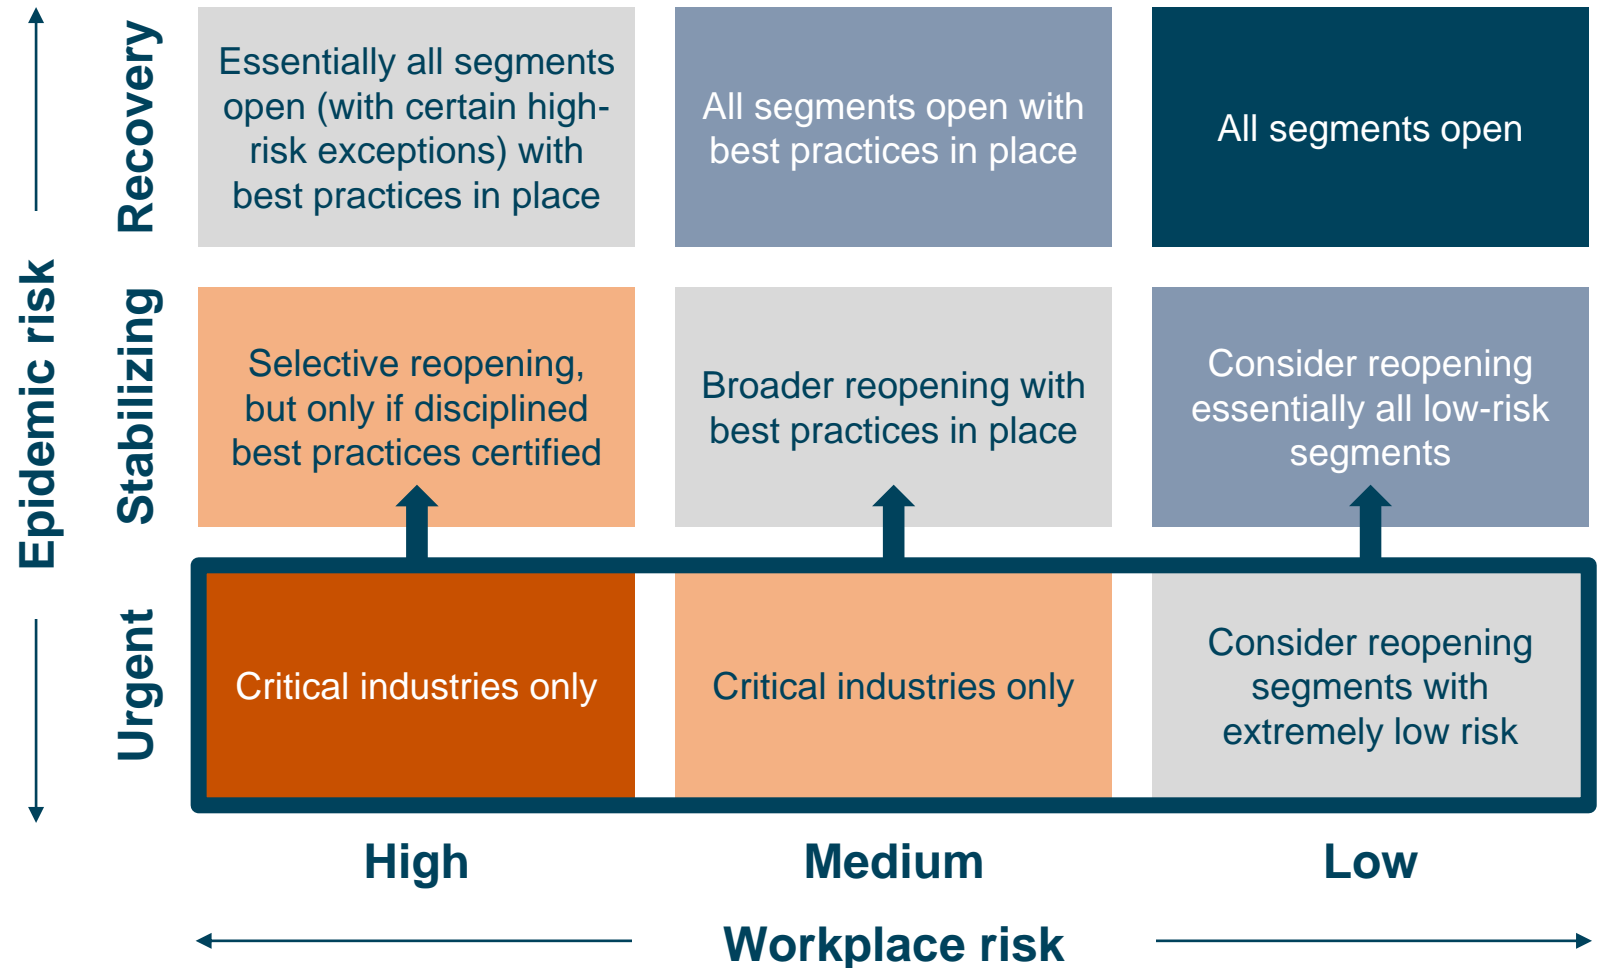 Epidemic risk
Recovery
Essentially all segments
open (with certain high-
risk exceptions) with
best practices in place
All segments open with
best practices in place
All segments open
Stabilizing
Selective reopening,
but only if disciplined
best practices certified
Broader reopening with
best practices in place
Consider reopening
essentially all low-risk
segments
Urgent
Critical industries only
Critical industries only
Consider reopening
segments with
extremely low risk
High
Medium
Low
Workplace risk